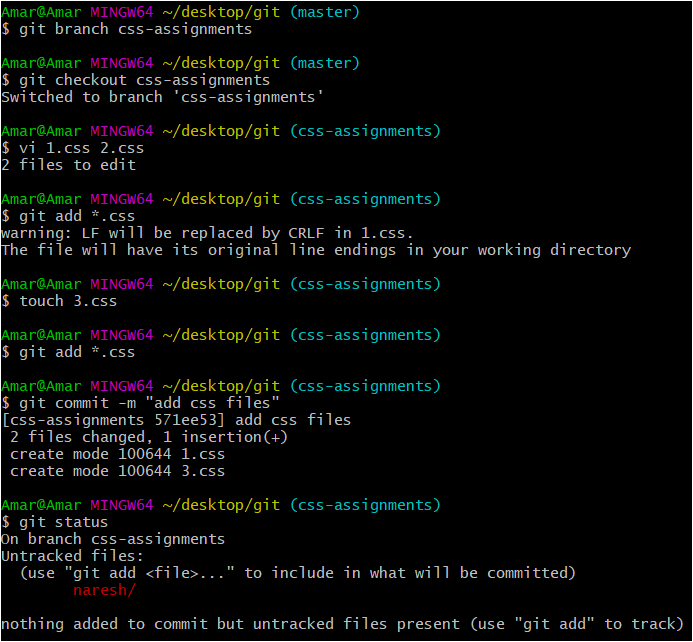 Amar@Amar MINGW64 ~/desktop/git (master)
$ git branch css-assignments

Amar@Amar MINGW64 ~/desktop/git (master)
$ git checkout css-assignments
Switched to branch 'css-assignments'

Amar@Amar MINGW64 ~/desktop/git (css-assignments)
$ vi 1.css 2.css
2 files to edit

Amar@Amar MINGW64 ~/desktop/git (css-assignments)
$ git add *.css
warning: LF will be replaced by CRLF in 1.css.
The file will have its original line endings in your working directory

Amar@Amar MINGW64 ~/desktop/git (css-assignments)
$ touch 3.css

Amar@Amar MINGW64 ~/desktop/git (css-assignments)
$ git add *.css

Amar@Amar MINGW64 ~/desktop/git (css-assignments)
$ git commit -m "add css files"
[css-assignments 571ee53] add css files
 2 files changed, 1 insertion(+)
 create mode 100644 1.css
 create mode 100644 3.css

Amar@Amar MINGW64 ~/desktop/git (css-assignments)
$ git status
On branch css-assignments
Untracked files:
  (use "git add <file>..." to include in what will be committed)
        naresh/

nothing added to commit but untracked files present (use "git add" to track)